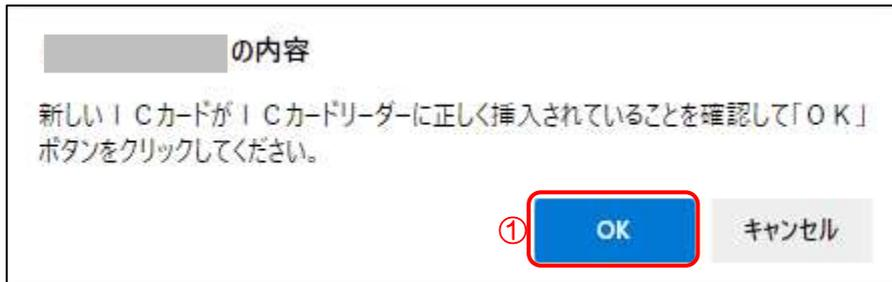 の内容
新しいＩＣカードがＩＣカードリーダーに正しく挿入されていることを確認して「ＯＫ」
ボタンをクリックしてください。
① OK キャンセル